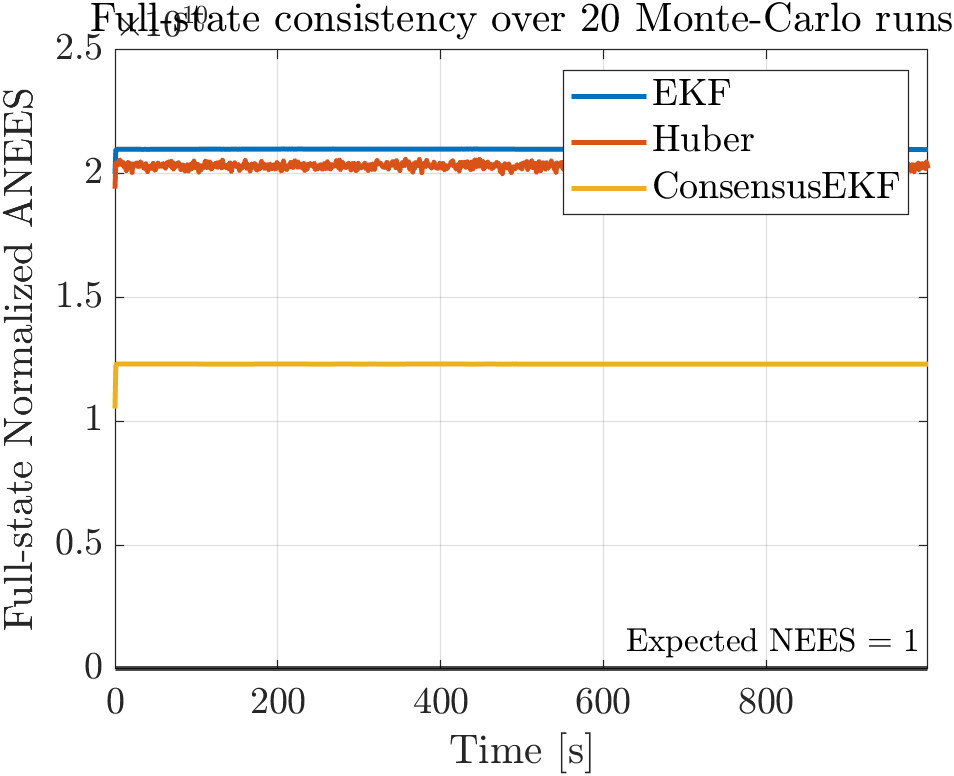 Full-state consistency over 20 Monte-Carlo runs
×10¹⁰
2.5
2
1.5
1
0.5
0
Full-state Normalized ANEES
EKF
Huber
ConsensusEKF
Expected NEES = 1
0 200 400 600 800
Time [s]